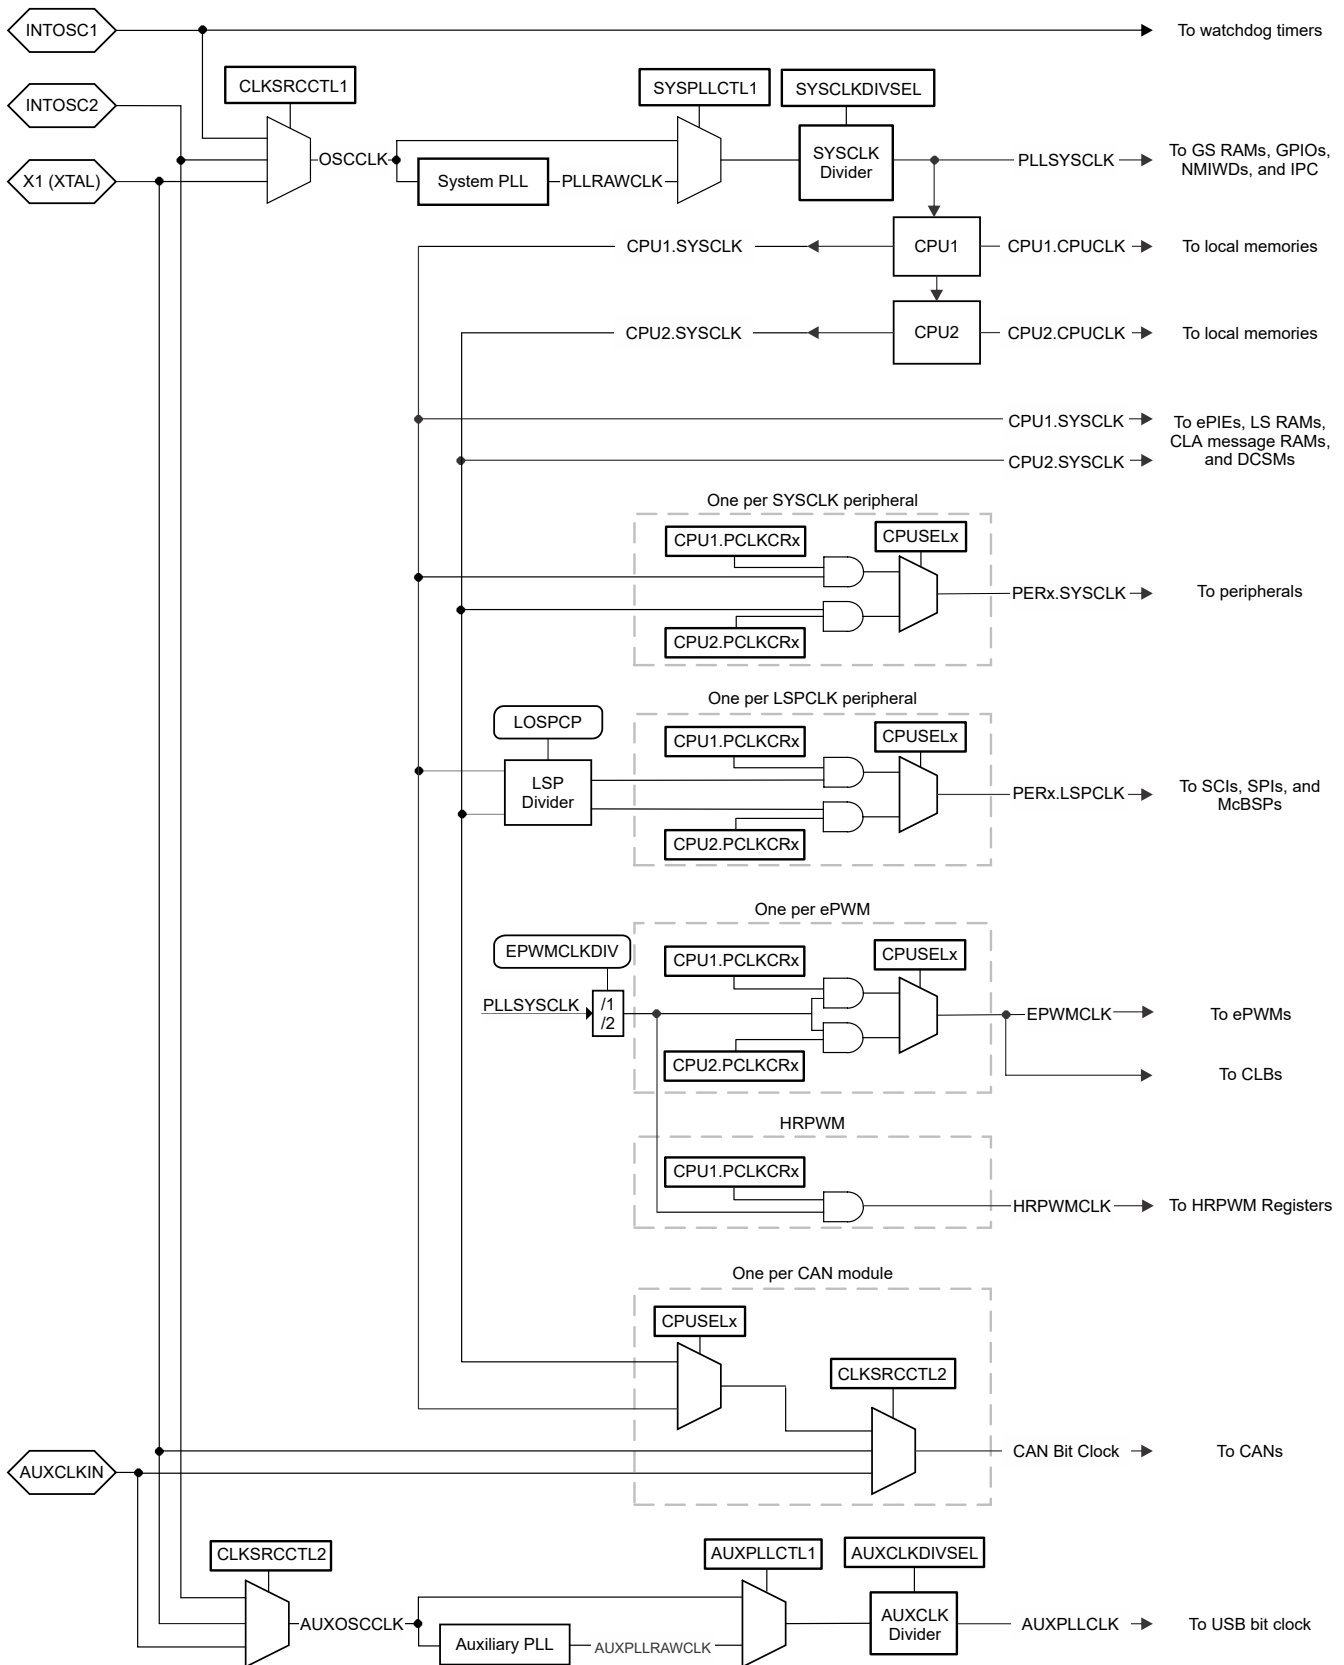 INTOSC1
To watchdog timers
CLKSRCCTL1
SYSPLLCTL1
SYSCLKDIVSEL
INTOSC2
X1 (XTAL)
OSCCLK
System PLL
PLLRAWCLK
SYSCLK
Divider
PLLSYSCLK
To GS RAMs, GPIOs,
NMIWDs, and IPC
CPU1.SYSCLK
CPU1
CPU1.CPUCLK
To local memories
CPU2.SYSCLK
CPU2
CPU2.CPUCLK
To local memories
CPU1.SYSCLK
CPU2.SYSCLK
To ePIEs, LS RAMs,
CLA message RAMs,
and DCSMs
One per SYSCLK peripheral
CPU1.PCLKCRx
CPUSELx
CPU2.PCLKCRx
PERx.SYSCLK
To peripherals
One per LSPCLK peripheral
LOSPCP
LSP
Divider
CPU1.PCLKCRx
CPUSELx
CPU2.PCLKCRx
PERx.LSPCLK
To SCIs, SPIs, and
McBSPs
One per ePWM
EPWMCLKDIV
PLLSYSCLK
/1
/2
CPU1.PCLKCRx
CPUSELx
CPU2.PCLKCRx
EPWMCLK
To ePWMs
To CLBs
HRPWM
CPU1.PCLKCRx
HRPWMCLK
To HRPWM Registers
One per CAN module
CPUSELx
CLKSRCCTL2
CAN Bit Clock
To CANs
AUXCLKIN
CLKSRCCTL2
AUXPLLCTL1
AUXCLKDIVSEL
AUXOSCCLK
Auxiliary PLL
AUXPLLRAWCLK
AUXCLK
Divider
AUXPLLCLK
To USB bit clock